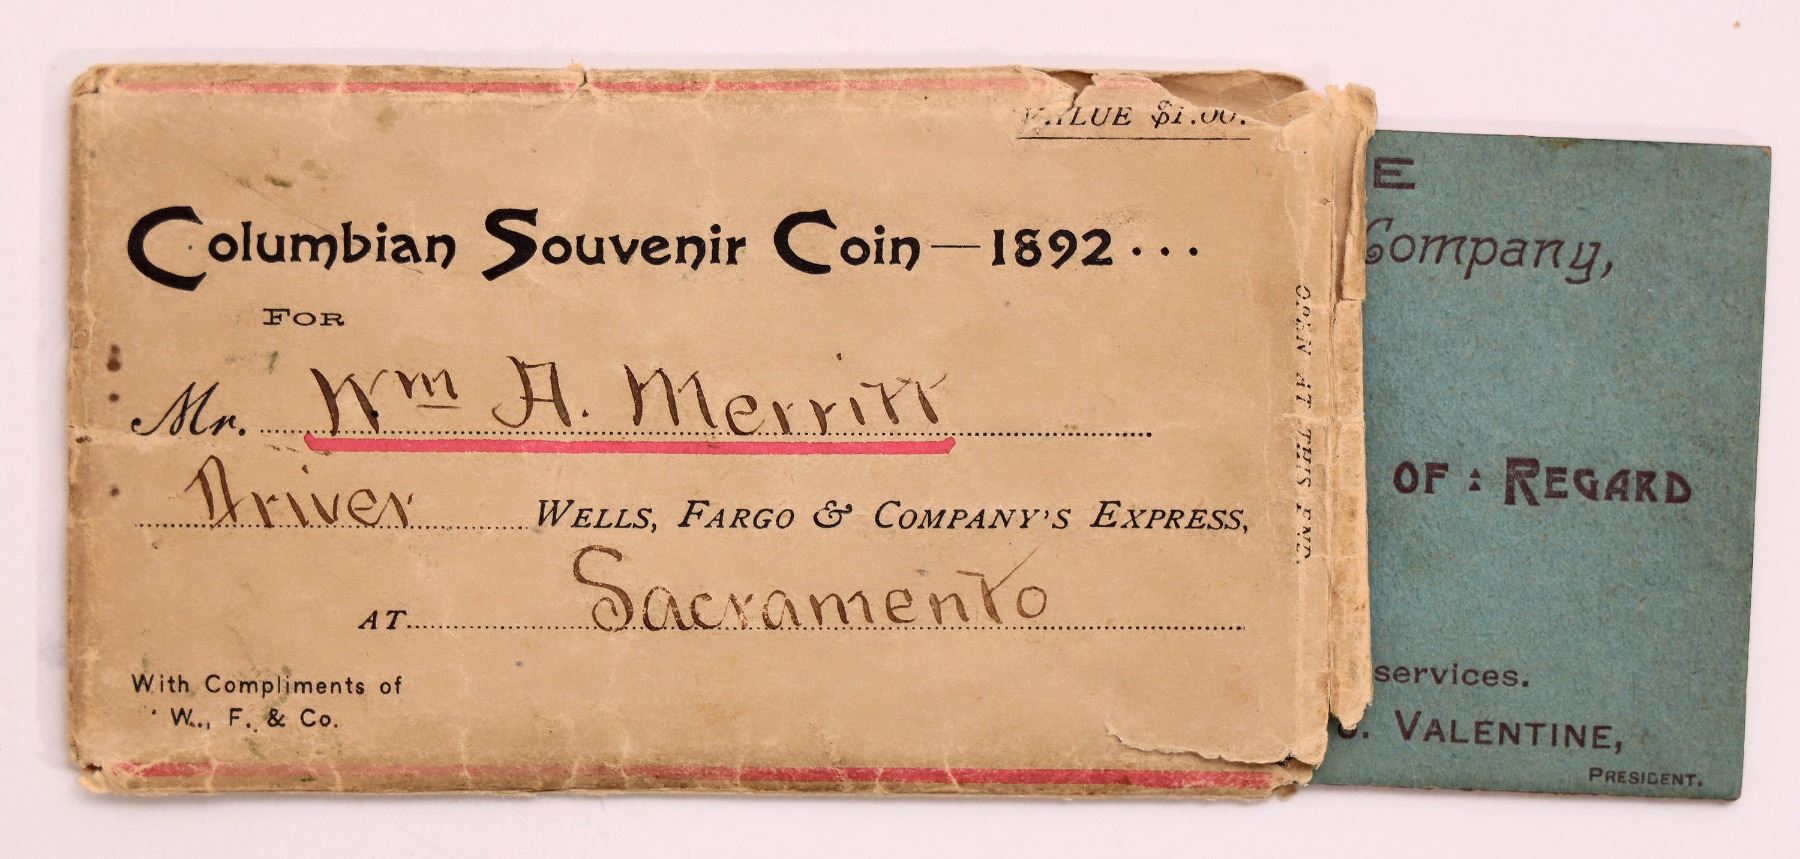 VALUE $1.00.
Columbian Souvenir Coin—1892...
FOR
Mr. Wm A. Merritt
Driver WELLS, FARGO & COMPANY'S EXPRESS,
AT Sacramento
With Compliments of
W., F. & Co.
OPEN AT THIS END.
E
Company,
OF : REGARD
services.
J. VALENTINE,
PRESIDENT.